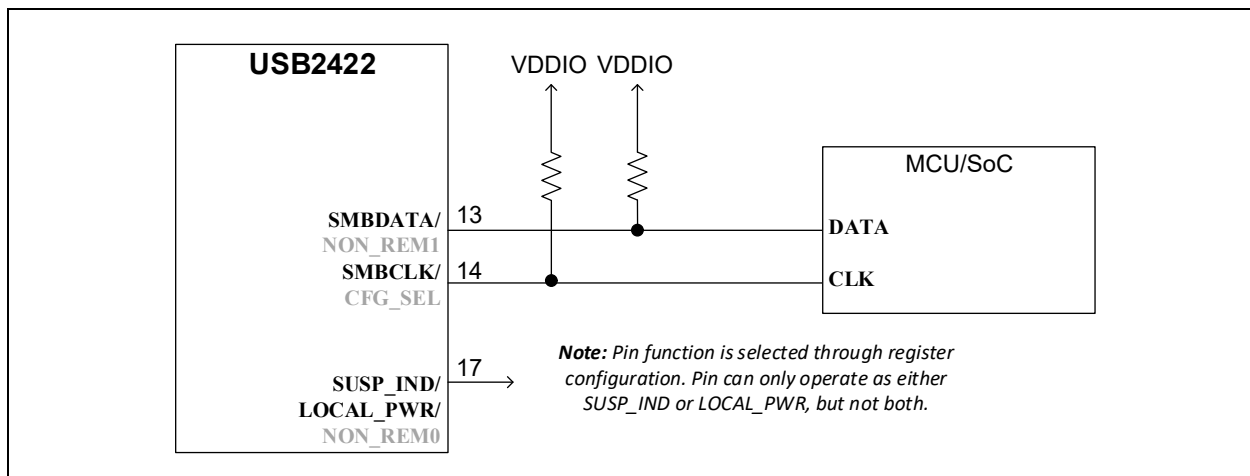 USB2422
VDDIO VDDIO
MCU/SoC
SMBDATA/ 13
NON_REM1
DATA
SMBCLK/ 14
CFG_SEL
CLK
Note: Pin function is selected through register
configuration. Pin can only operate as either
SUSP_IND or LOCAL_PWR, but not both.
17
SUSP_IND/
LOCAL_PWR/
NON_REM0